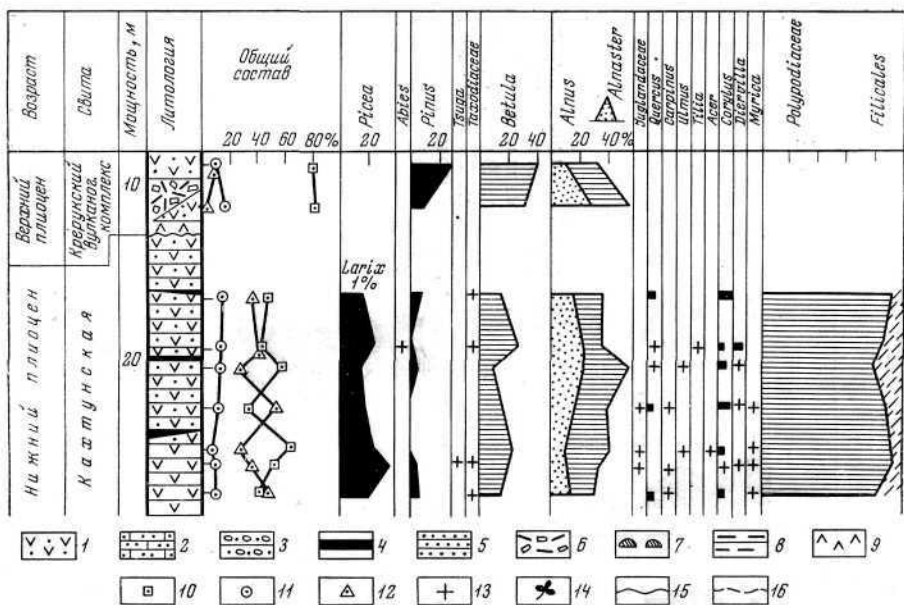 Возраст
Свита
Мощность, м
Литология
Общий состав
20 40 60 80%
Picea
20
Abies
Pinus
20
Tsuga
Taxodiaceae
Betula
20 40
Alnus
Alnaster
20 40%
Juglandaceae
Quercus
Carpinus
Ulmus
Tilia
Acer
Corylus
Diervilla
Myrica
Polypodiaceae
Filicales
Верхний плиоцен
Крерукский вулканог. комплекс
10
Larix
1%
Нижний плиоцен
Кахтунская
20
1 2 3 4 5 6 7 8 9
10 11 12 13 14 15 16